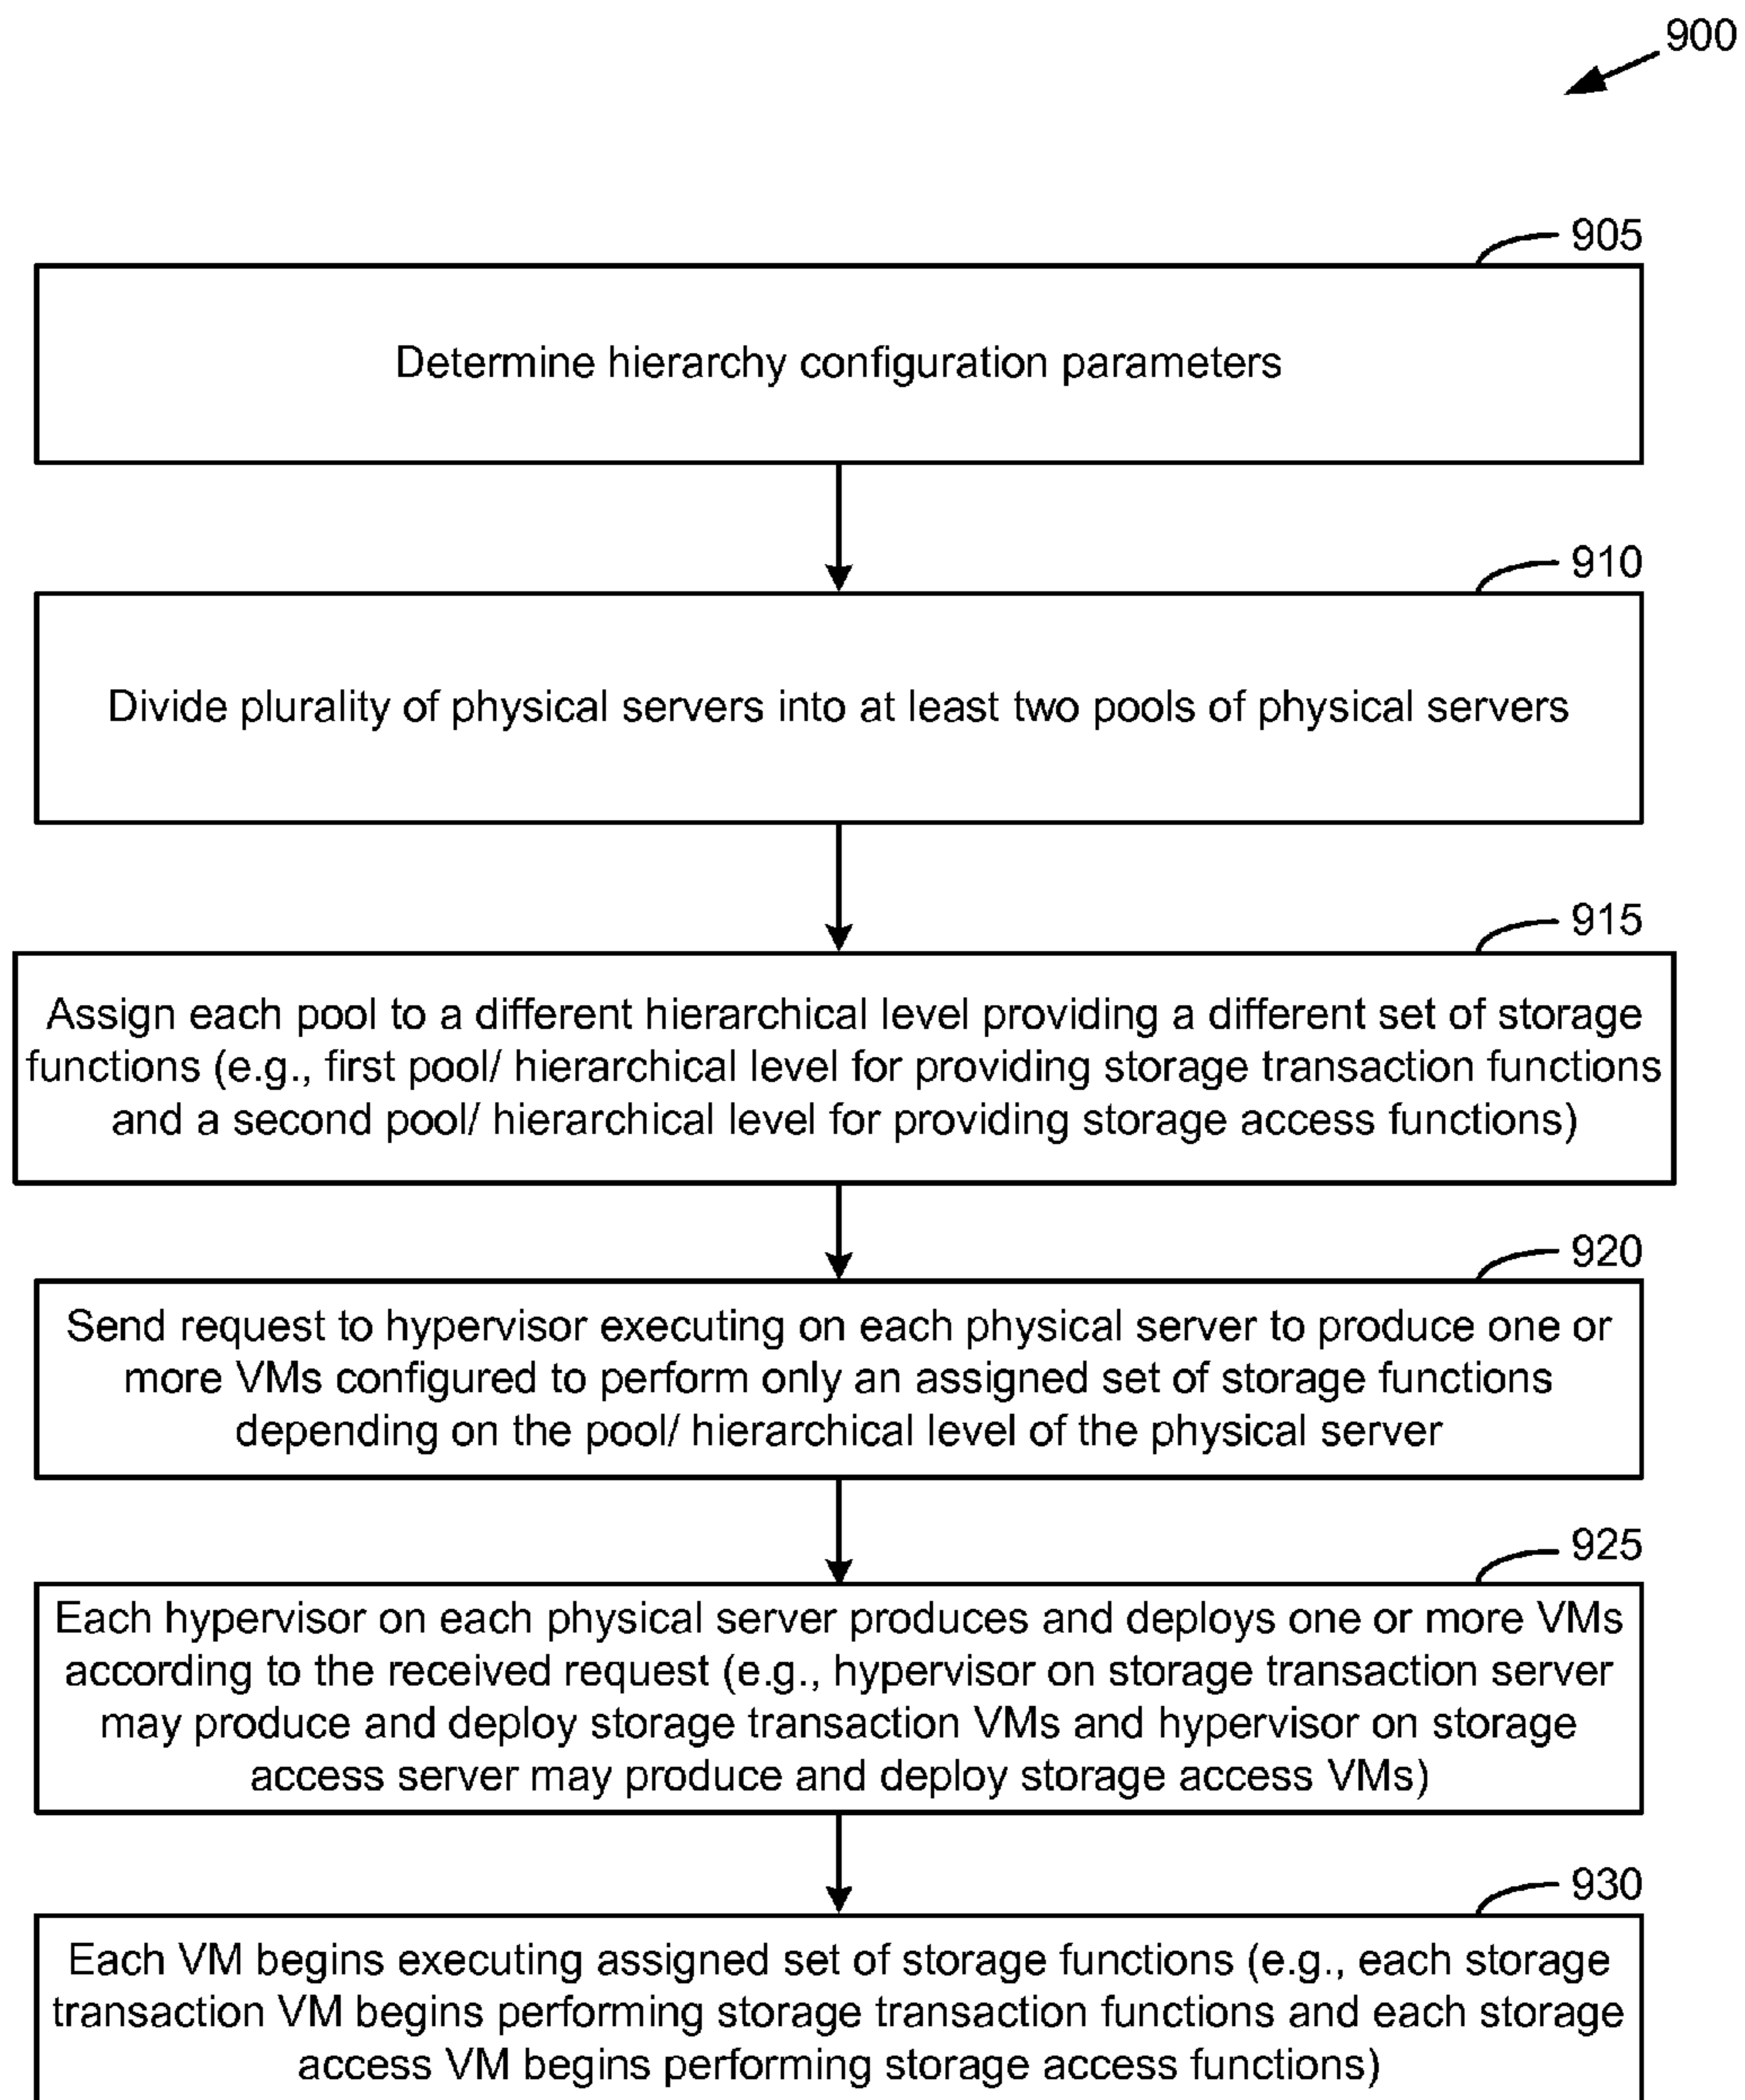 900
905
Determine hierarchy configuration parameters
910
Divide plurality of physical servers into at least two pools of physical servers
915
Assign each pool to a different hierarchical level providing a different set of storage
functions (e.g., first pool/ hierarchical level for providing storage transaction functions
and a second pool/ hierarchical level for providing storage access functions)
920
Send request to hypervisor executing on each physical server to produce one or
more VMs configured to perform only an assigned set of storage functions
depending on the pool/ hierarchical level of the physical server
925
Each hypervisor on each physical server produces and deploys one or more VMs
according to the received request (e.g., hypervisor on storage transaction server
may produce and deploy storage transaction VMs and hypervisor on storage
access server may produce and deploy storage access VMs)
930
Each VM begins executing assigned set of storage functions (e.g., each storage
transaction VM begins performing storage transaction functions and each storage
access VM begins performing storage access functions)